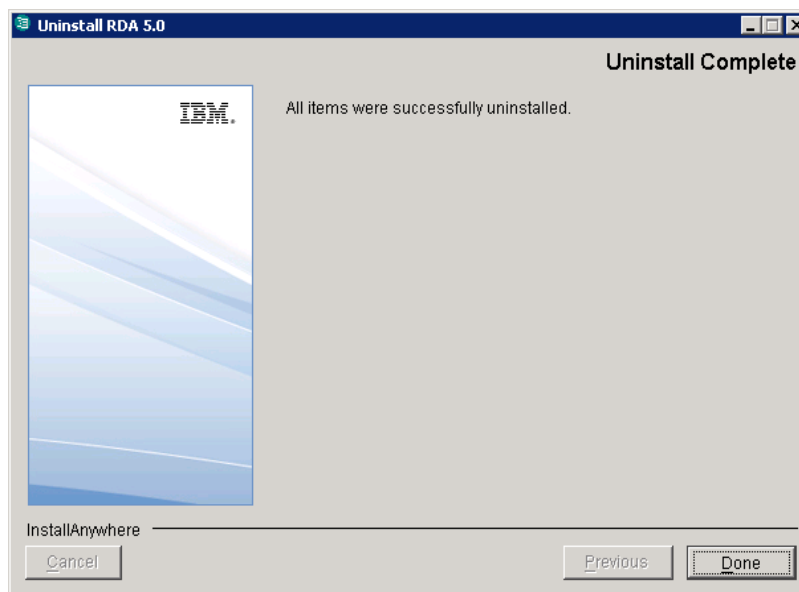 Uninstall RDA 5.0
Uninstall Complete
IBM.
All items were successfully uninstalled.
InstallAnywhere
Cancel Previous Done